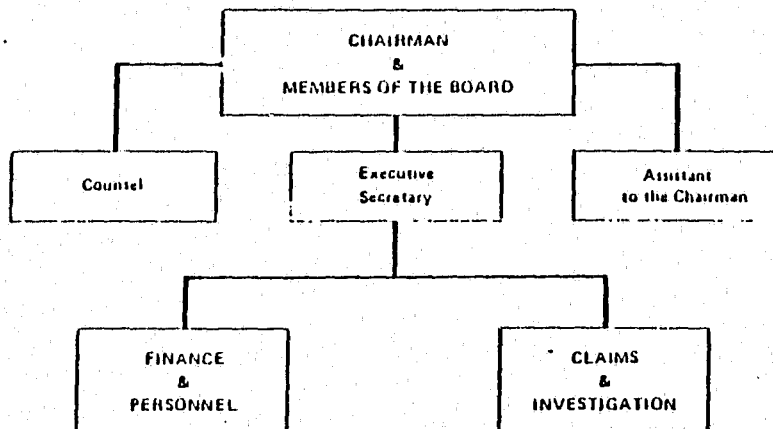 CHAIRMAN
&
MEMBERS OF THE BOARD
Counsel
Executive
Secretary
Assistant
to the Chairman
FINANCE
&
PERSONNEL
CLAIMS
&
INVESTIGATION